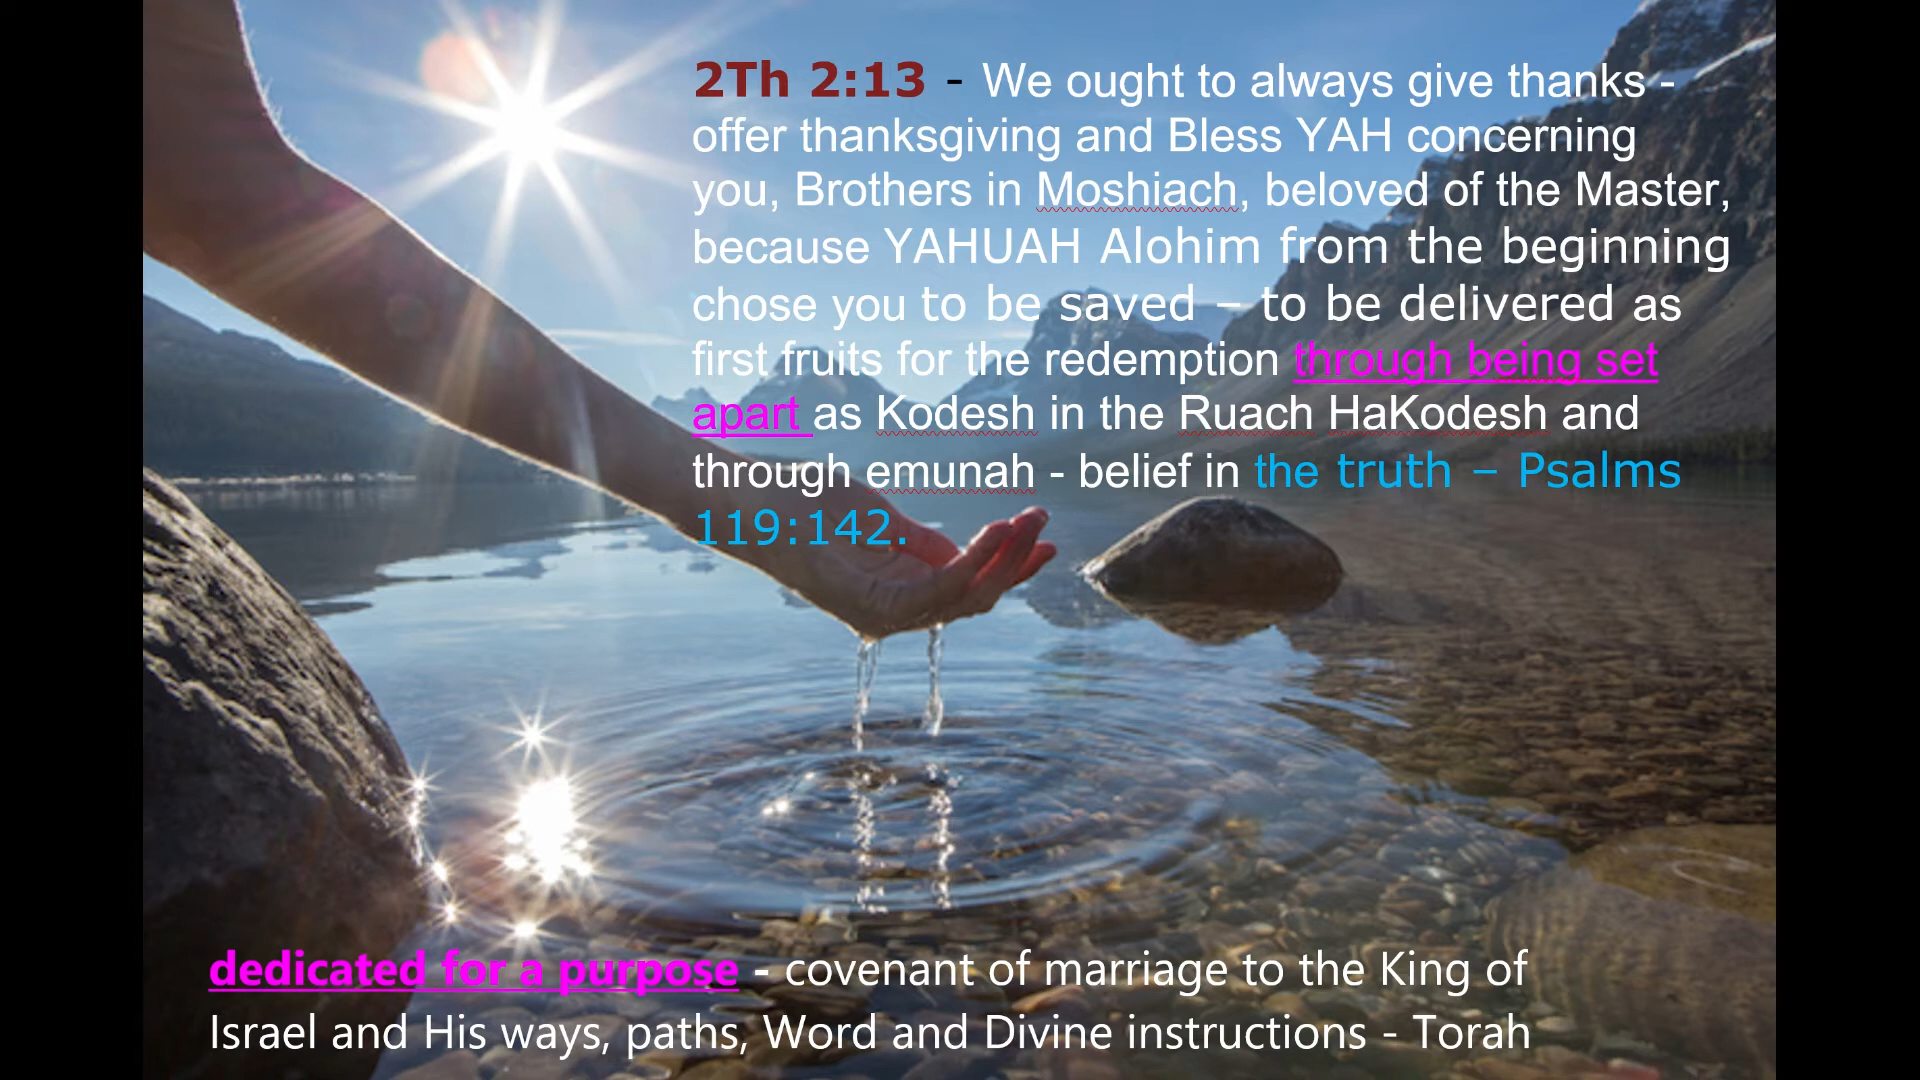 2Th 2:13 - We ought to always give thanks -
offer thanksgiving and Bless YAH concerning
you, Brothers in Moshiach, beloved of the Master,
because YAHUAH Alohim from the beginning
chose you to be saved – to be delivered as
first fruits for the redemption through being set
apart as Kodesh in the Ruach HaKodesh and
through emunah - belief in the truth – Psalms
119:142.
dedicated for a purpose - covenant of marriage to the King of
Israel and His ways, paths, Word and Divine instructions - Torah